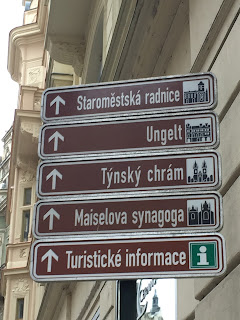 Staroměstská radnice
Ungelt
Týnský chrám
Maiselova synagoga
Turistické informace i